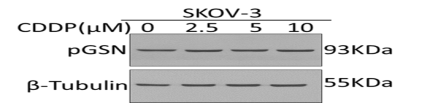 SKOV-3
CDDP(μM) 0 2.5 5 10
pGSN 93KDa
β-Tubulin 55KDa